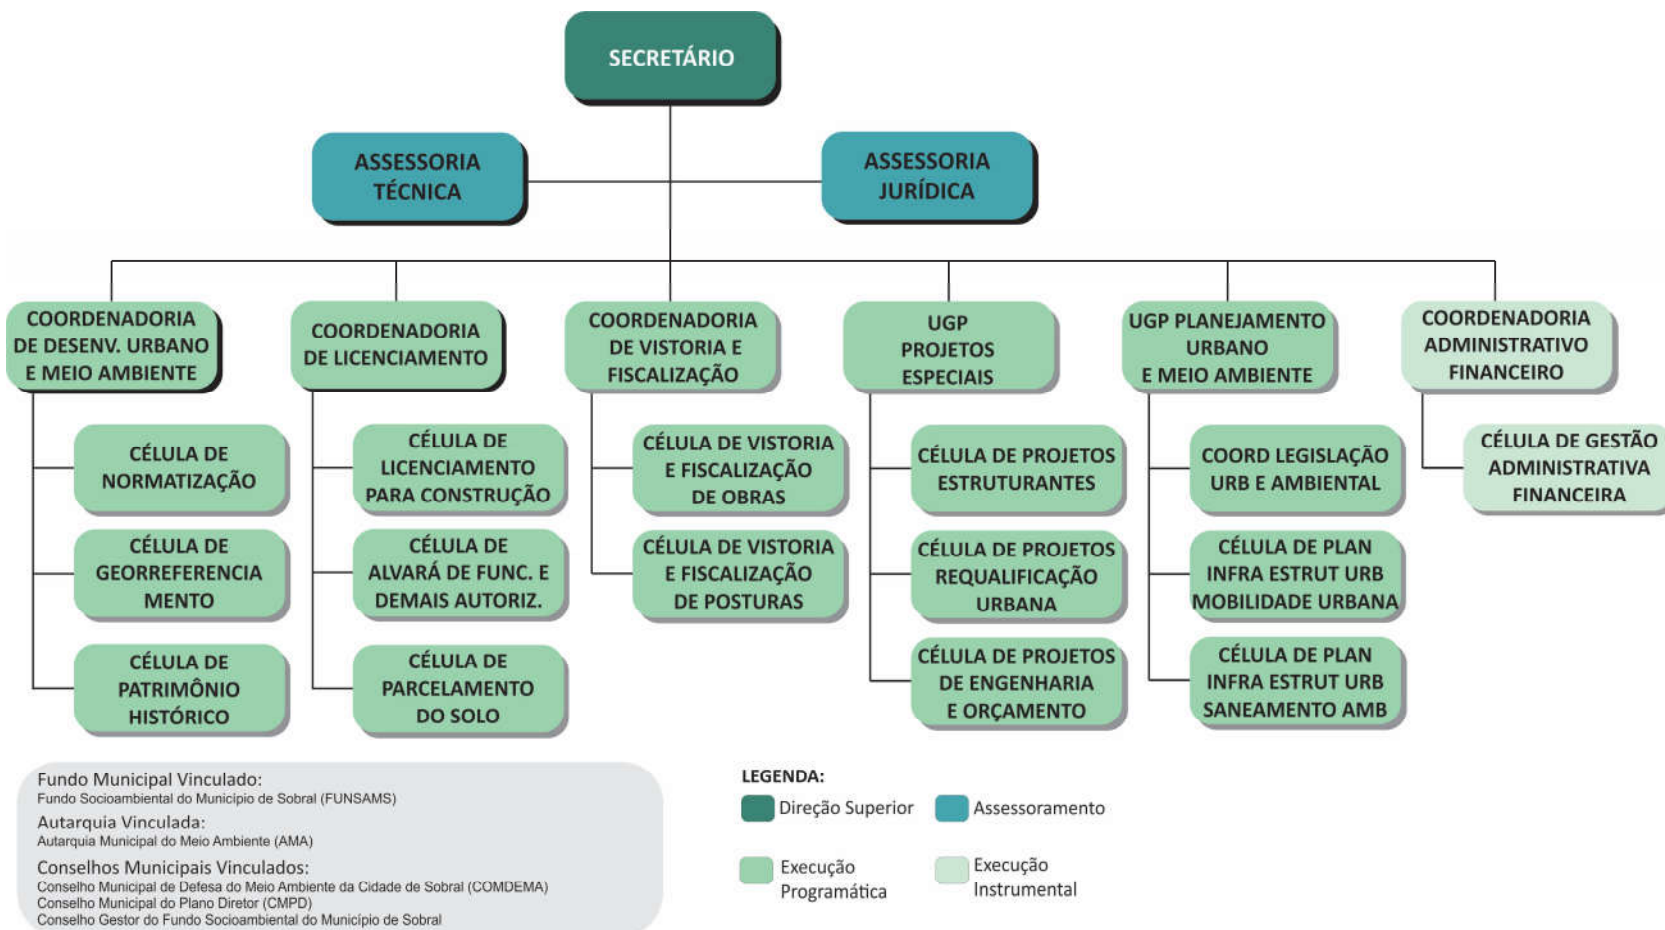 SECRETÁRIO
ASSESSORIA
TÉCNICA
ASSESSORIA
JURÍDICA
COORDENADORIA
DE DESENV. URBANO
E MEIO AMBIENTE
COORDENADORIA
DE LICENCIAMENTO
COORDENADORIA
DE VISTORIA E
FISCALIZAÇÃO
UGP
PROJETOS
ESPECIAIS
UGP PLANEJAMENTO
URBANO
E MEIO AMBIENTE
COORDENADORIA
ADMINISTRATIVO
FINANCEIRO
CÉLULA DE
NORMATIZAÇÃO
CÉLULA DE
GEORREFERENCIA
MENTO
CÉLULA DE
PATRIMÔNIO
HISTÓRICO
CÉLULA DE
LICENCIAMENTO
PARA CONSTRUÇÃO
CÉLULA DE
ALVARÁ DE FUNC. E
DEMAIS AUTORIZ.
CÉLULA DE
PARCELAMENTO
DO SOLO
CÉLULA DE VISTORIA
E FISCALIZAÇÃO
DE OBRAS
CÉLULA DE VISTORIA
E FISCALIZAÇÃO
DE POSTURAS
CÉLULA DE PROJETOS
ESTRUTURANTES
CÉLULA DE PROJETOS
REQUALIFICAÇÃO
URBANA
CÉLULA DE PROJETOS
DE ENGENHARIA
E ORÇAMENTO
COORD LEGISLAÇÃO
URB E AMBIENTAL
CÉLULA DE PLAN
INFRA ESTRUT URB
MOBILIDADE URBANA
CÉLULA DE PLAN
INFRA ESTRUT URB
SANEAMENTO AMB
CÉLULA DE GESTÃO
ADMINISTRATIVA
FINANCEIRA
Fundo Municipal Vinculado:
Fundo Socioambiental do Município de Sobral (FUNSAMS)
Autarquia Vinculada:
Autarquia Municipal do Meio Ambiente (AMA)
Conselhos Municipais Vinculados:
Conselho Municipal de Defesa do Meio Ambiente da Cidade de Sobral (COMDEMA)
Conselho Municipal do Plano Diretor (CMPD)
Conselho Gestor do Fundo Socioambiental do Município de Sobral
LEGENDA:
Direção Superior
Assessoramento
Execução
Programática
Execução
Instrumental